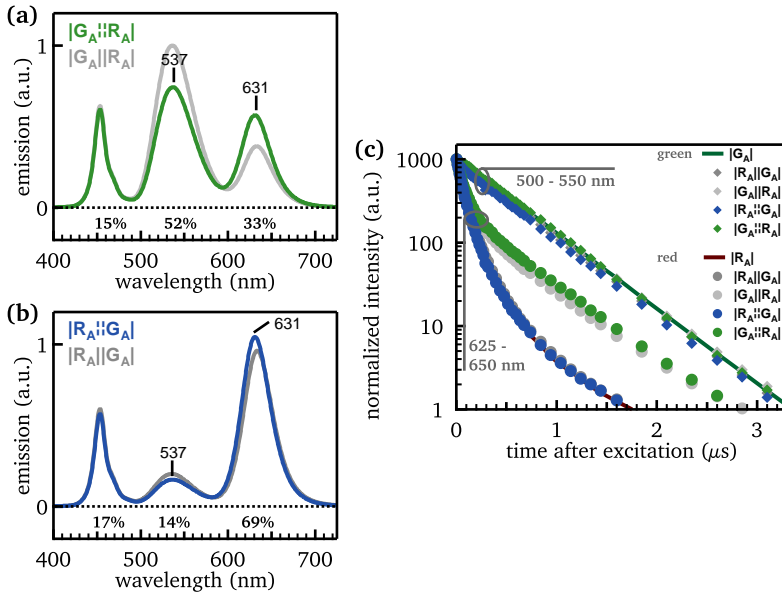 (a)
|G_A¦¦R_A|
|G_A||R_A|
537
631
1
0
15% 52% 33%
emission (a.u.)
400 500 600 700
wavelength (nm)
(b)
|R_A¦¦G_A|
|R_A||G_A|
631
537
1
0
17% 14% 69%
emission (a.u.)
400 500 600 700
wavelength (nm)
(c)
normalized intensity (a.u.)
1000
100
10
1
500 - 550 nm
625 -
650 nm
green |G_A|
|R_A||G_A|
|G_A||R_A|
|R_A¦¦G_A|
|G_A¦¦R_A|
red |R_A|
|R_A||G_A|
|G_A||R_A|
|R_A¦¦G_A|
|G_A¦¦R_A|
0 1 2 3
time after excitation (μs)